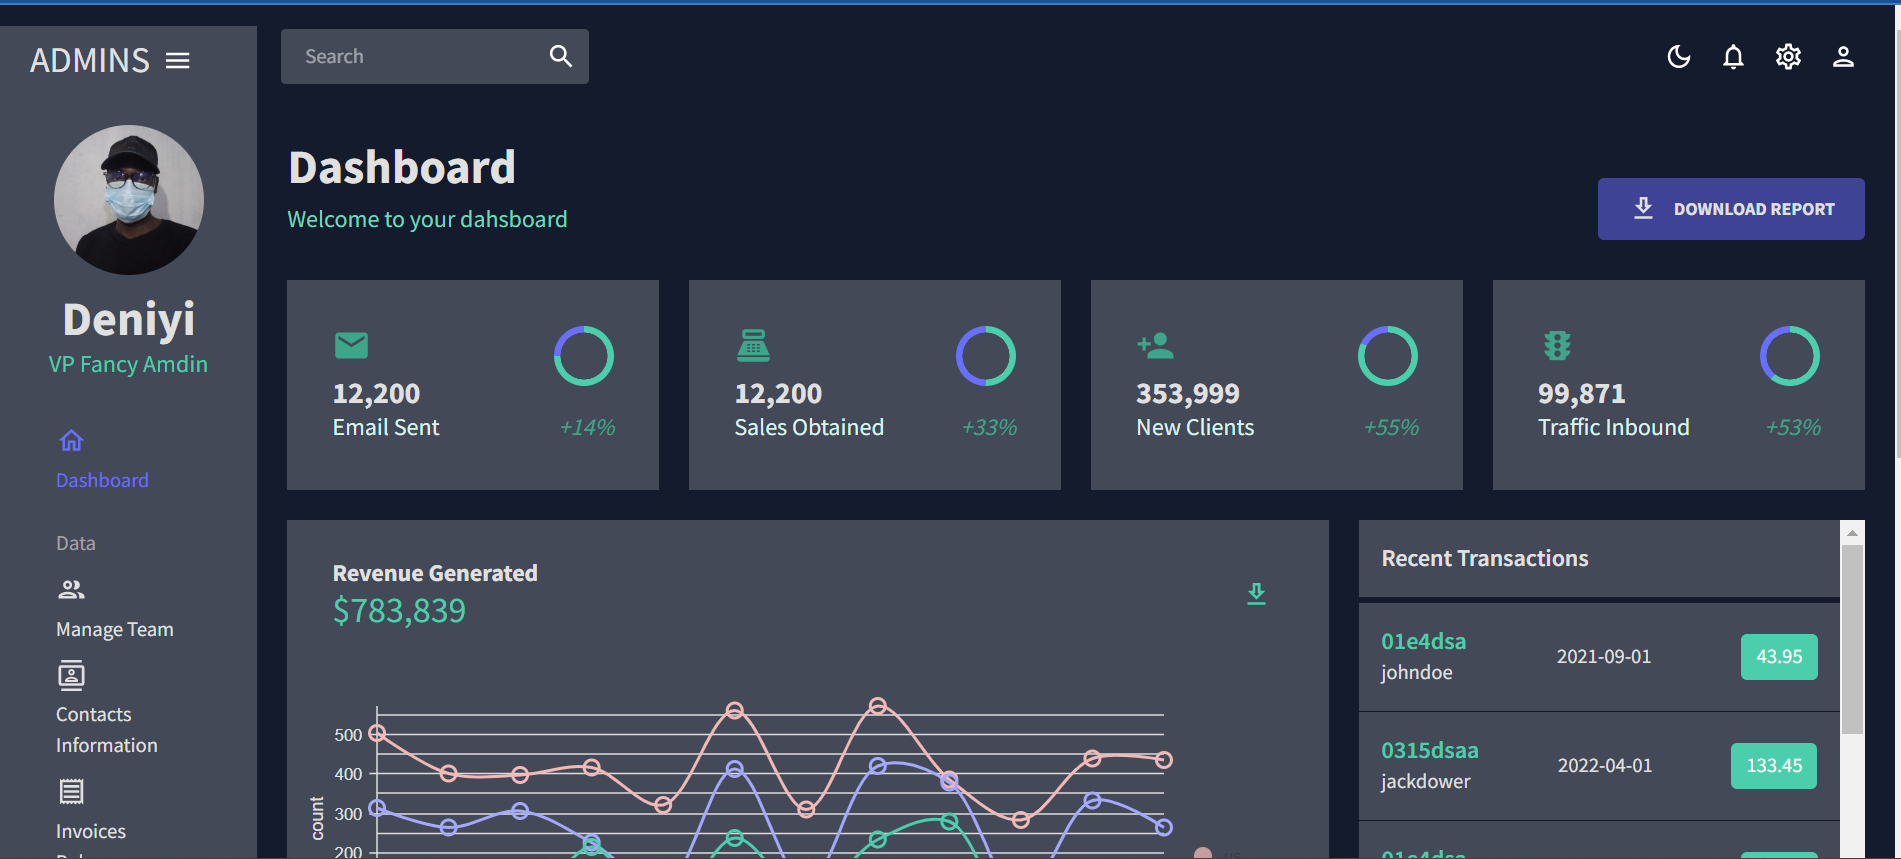 ADMINS
Search
Deniyi
VP Fancy Amdin
Dashboard
Data
Manage Team
Contacts
Information
Invoices
Dashboard
Welcome to your dahsboard
DOWNLOAD REPORT
12,200
Email Sent
+14%
12,200
Sales Obtained
+33%
353,999
New Clients
+55%
99,871
Traffic Inbound
+53%
Revenue Generated
$783,839
500
400
300
200
count
Recent Transactions
01e4dsa
johndoe
2021-09-01
43.95
0315dsaa
jackdower
2022-04-01
133.45
01e4dsa